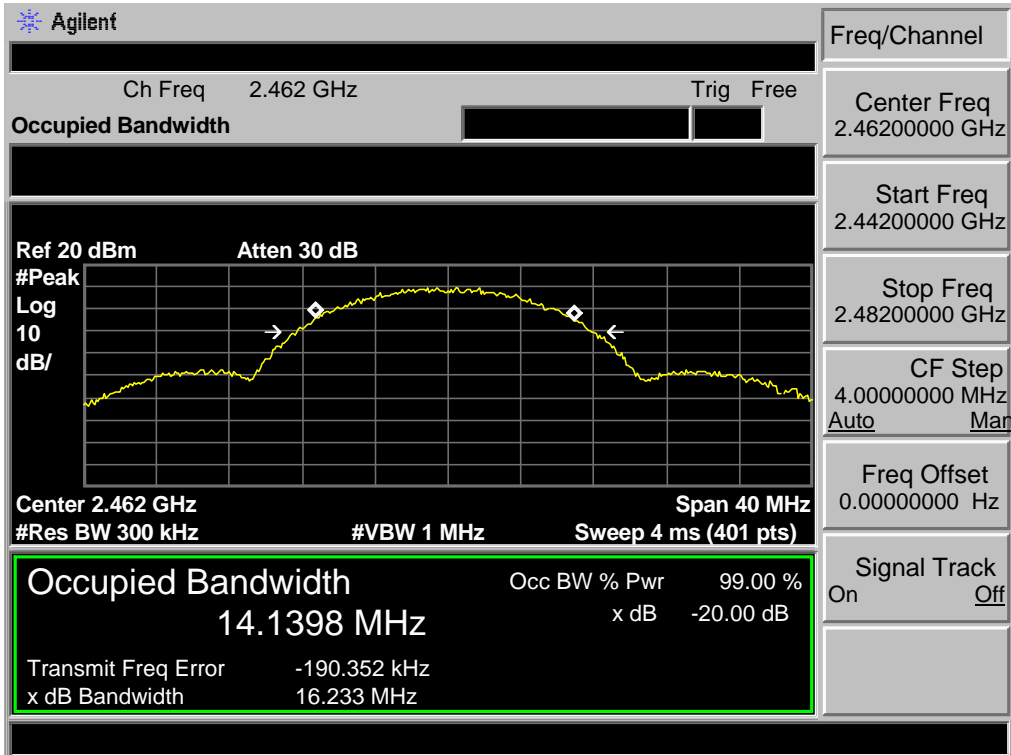 Agilent
Ch Freq 2.462 GHz Trig Free
Occupied Bandwidth
Ref 20 dBm Atten 30 dB
#Peak
Log
10
dB/
Center 2.462 GHz Span 40 MHz
#Res BW 300 kHz #VBW 1 MHz Sweep 4 ms (401 pts)
Occupied Bandwidth
14.1398 MHz
Occ BW % Pwr 99.00 %
x dB -20.00 dB
Transmit Freq Error -190.352 kHz
x dB Bandwidth 16.233 MHz
Freq/Channel
Center Freq
2.46200000 GHz
Start Freq
2.44200000 GHz
Stop Freq
2.48200000 GHz
CF Step
4.00000000 MHz
Auto Man
Freq Offset
0.00000000 Hz
Signal Track
On Off